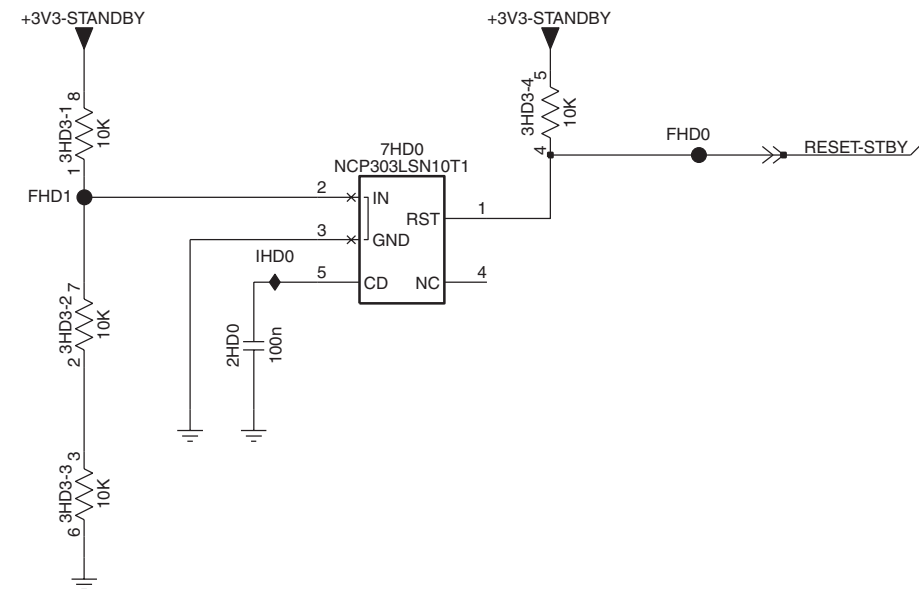 +3V3-STANDBY
+3V3-STANDBY
8
3HD3-1
10K
1
5
3HD3-4
10K
4
FHD0
RESET-STBY
7HD0
NCP303LSN10T1
FHD1
2
IN
RST
1
3
GND
IHD0
5
CD
NC
4
7
3HD3-2
10K
2
2HD0
100n
3
3HD3-3
10K
6